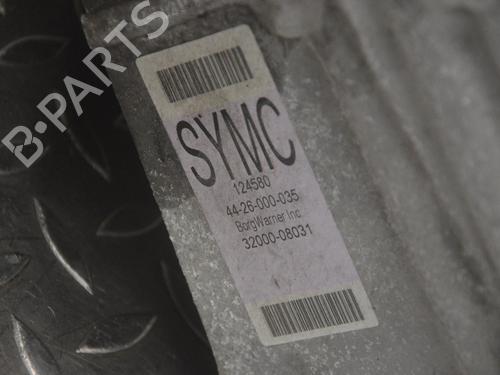 B-PARTS
SYMC
124580
44-26-000-035
BorgWarner Inc
32000-08031